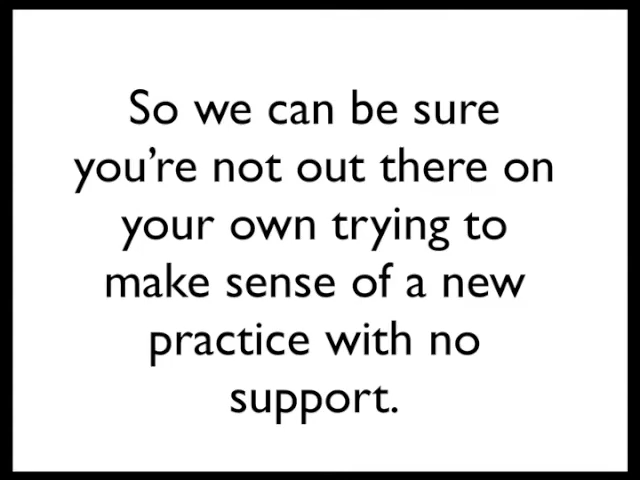 So we can be sure
you’re not out there on
your own trying to
make sense of a new
practice with no
support.